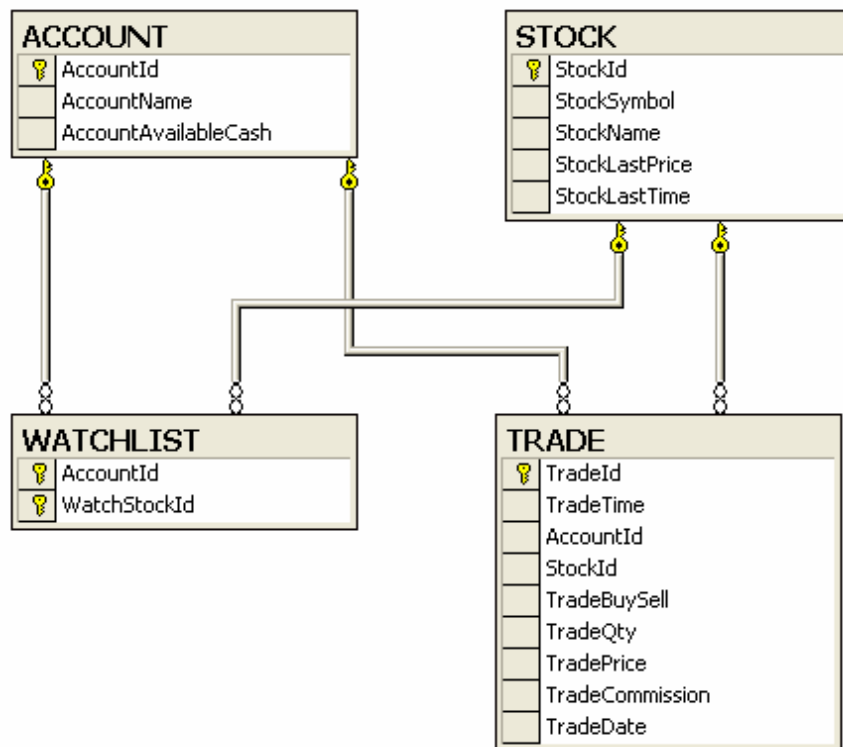 ACCOUNT
AccountId
AccountName
AccountAvailableCash
STOCK
StockId
StockSymbol
StockName
StockLastPrice
StockLastTime
WATCHLIST
AccountId
WatchStockId
TRADE
TradeId
TradeTime
AccountId
StockId
TradeBuySell
TradeQty
TradePrice
TradeCommission
TradeDate